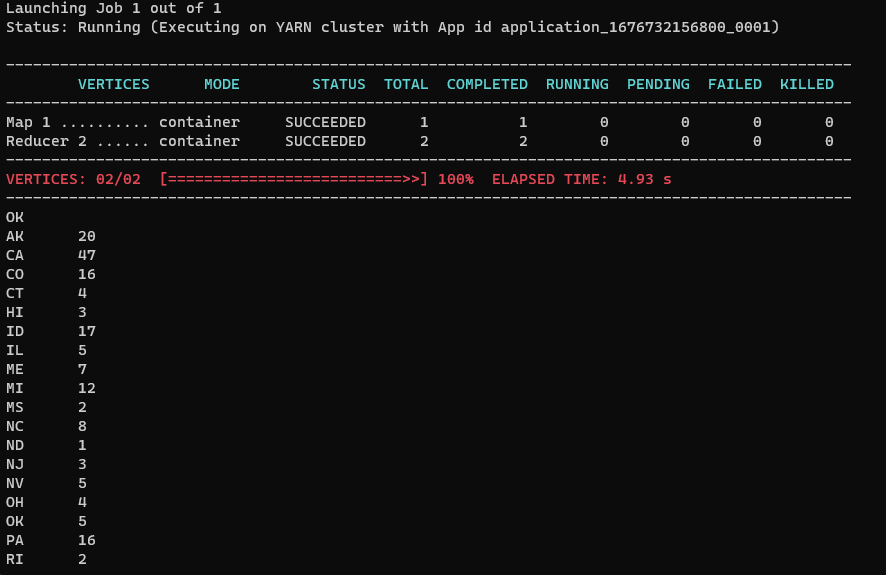 Launching Job 1 out of 1
Status: Running (Executing on YARN cluster with App id application_1676732156800_0001)
----------------------------------------------------------------------------------------------
        VERTICES      MODE        STATUS  TOTAL  COMPLETED  RUNNING  PENDING  FAILED  KILLED
----------------------------------------------------------------------------------------------
Map 1 .......... container     SUCCEEDED      1          1        0        0       0       0
Reducer 2 ...... container     SUCCEEDED      2          2        0        0       0       0
----------------------------------------------------------------------------------------------
VERTICES: 02/02  [==========================>>] 100%  ELAPSED TIME: 4.93 s
----------------------------------------------------------------------------------------------
OK
AK      20
CA      47
CO      16
CT      4
HI      3
ID      17
IL      5
ME      7
MI      12
MS      2
NC      8
ND      1
NJ      3
NV      5
OH      4
OK      5
PA      16
RI      2